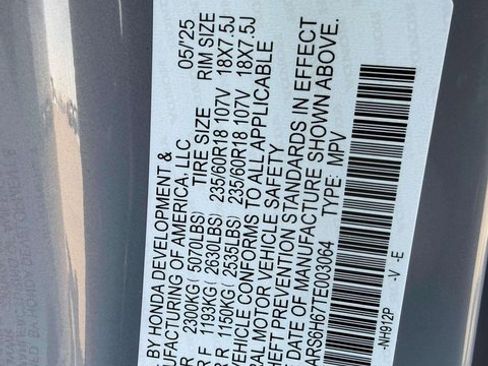 BY HONDA DEVELOPMENT &
OF AMERICA, LLC 05/'25
2300KG( 5070LBS) TIRE SIZE RIM SIZE
R F 1193KG( 2630LBS) 235/60R18 107V 18X7.5J
R R 1150KG( 2535LBS) 235/60R18 107V 18X7.5J
VEHICLE CONFORMS TO ALL APPLICABLE
MOTOR VEHICLE SAFETY
THEFT PREVENTION STANDARDS IN EFFECT
OF MANUFACTURE SHOWN ABOVE.
ARS6H67TE003064 TYPE: MPV
-NH912P -V -E